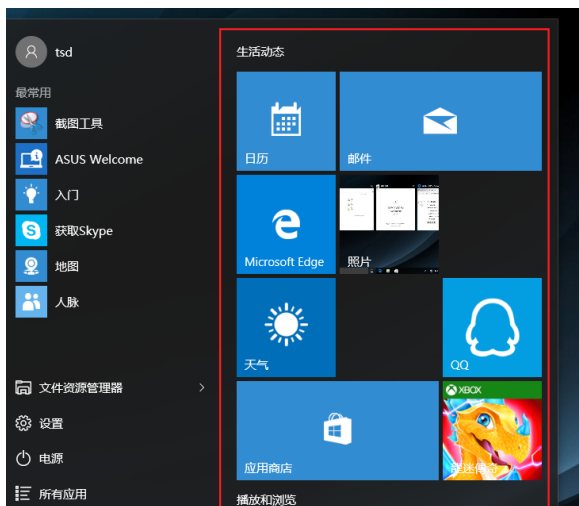 tsd
最常用
截图工具
ASUS Welcome
入门
获取Skype
地图
人脉
文件资源管理器
设置
电源
所有应用
生活动态
日历
邮件
Microsoft Edge
照片
天气
QQ
应用商店
XBOX
播放和浏览